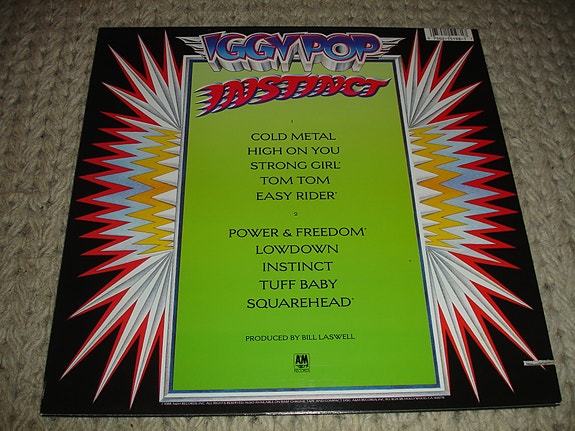 IGGY POP
INSTINCT
1
COLD METAL
HIGH ON YOU
STRONG GIRL*
TOM TOM
EASY RIDER*
2
POWER & FREEDOM*
LOWDOWN
INSTINCT
TUFF BABY
SQUAREHEAD*
PRODUCED BY BILL LASWELL
A&M
RECORDS